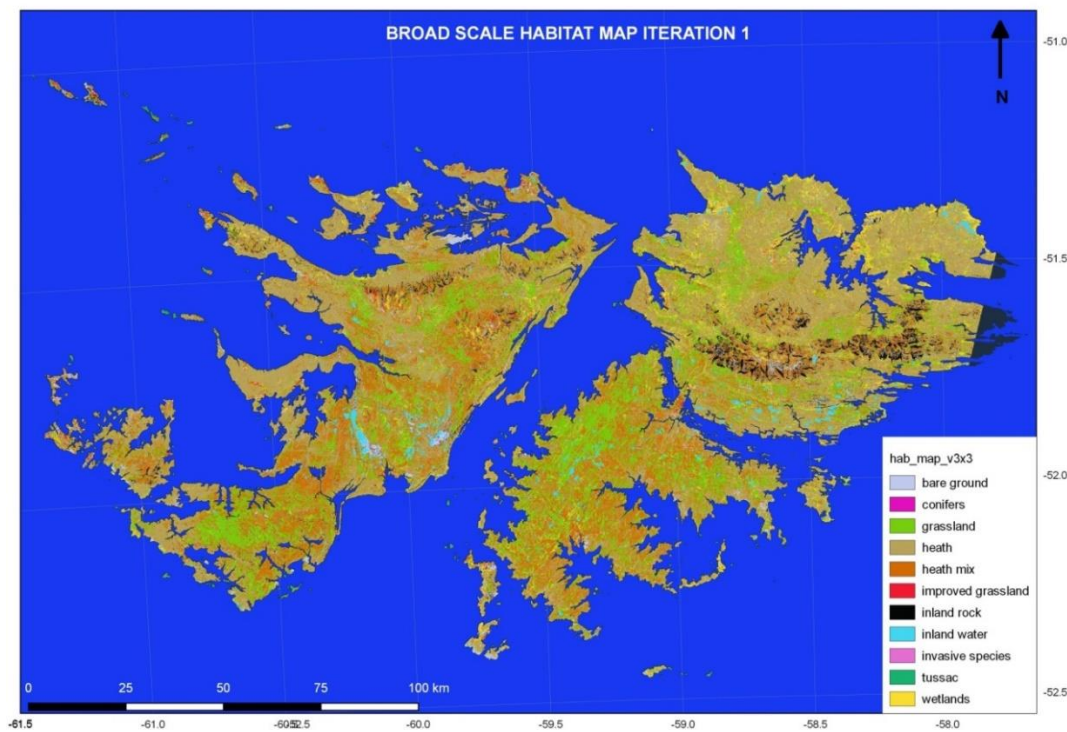 BROAD SCALE HABITAT MAP ITERATION 1
N
-51.0
-51.5
-52.0
-52.5
hab_map_v3x3
bare ground
conifers
grassland
heath
heath mix
improved grassland
inland rock
inland water
invasive species
tussac
wetlands
0 25 50 75 100 km
-61.0 -60.0 -59.5 -59.0 -58.5 -58.0